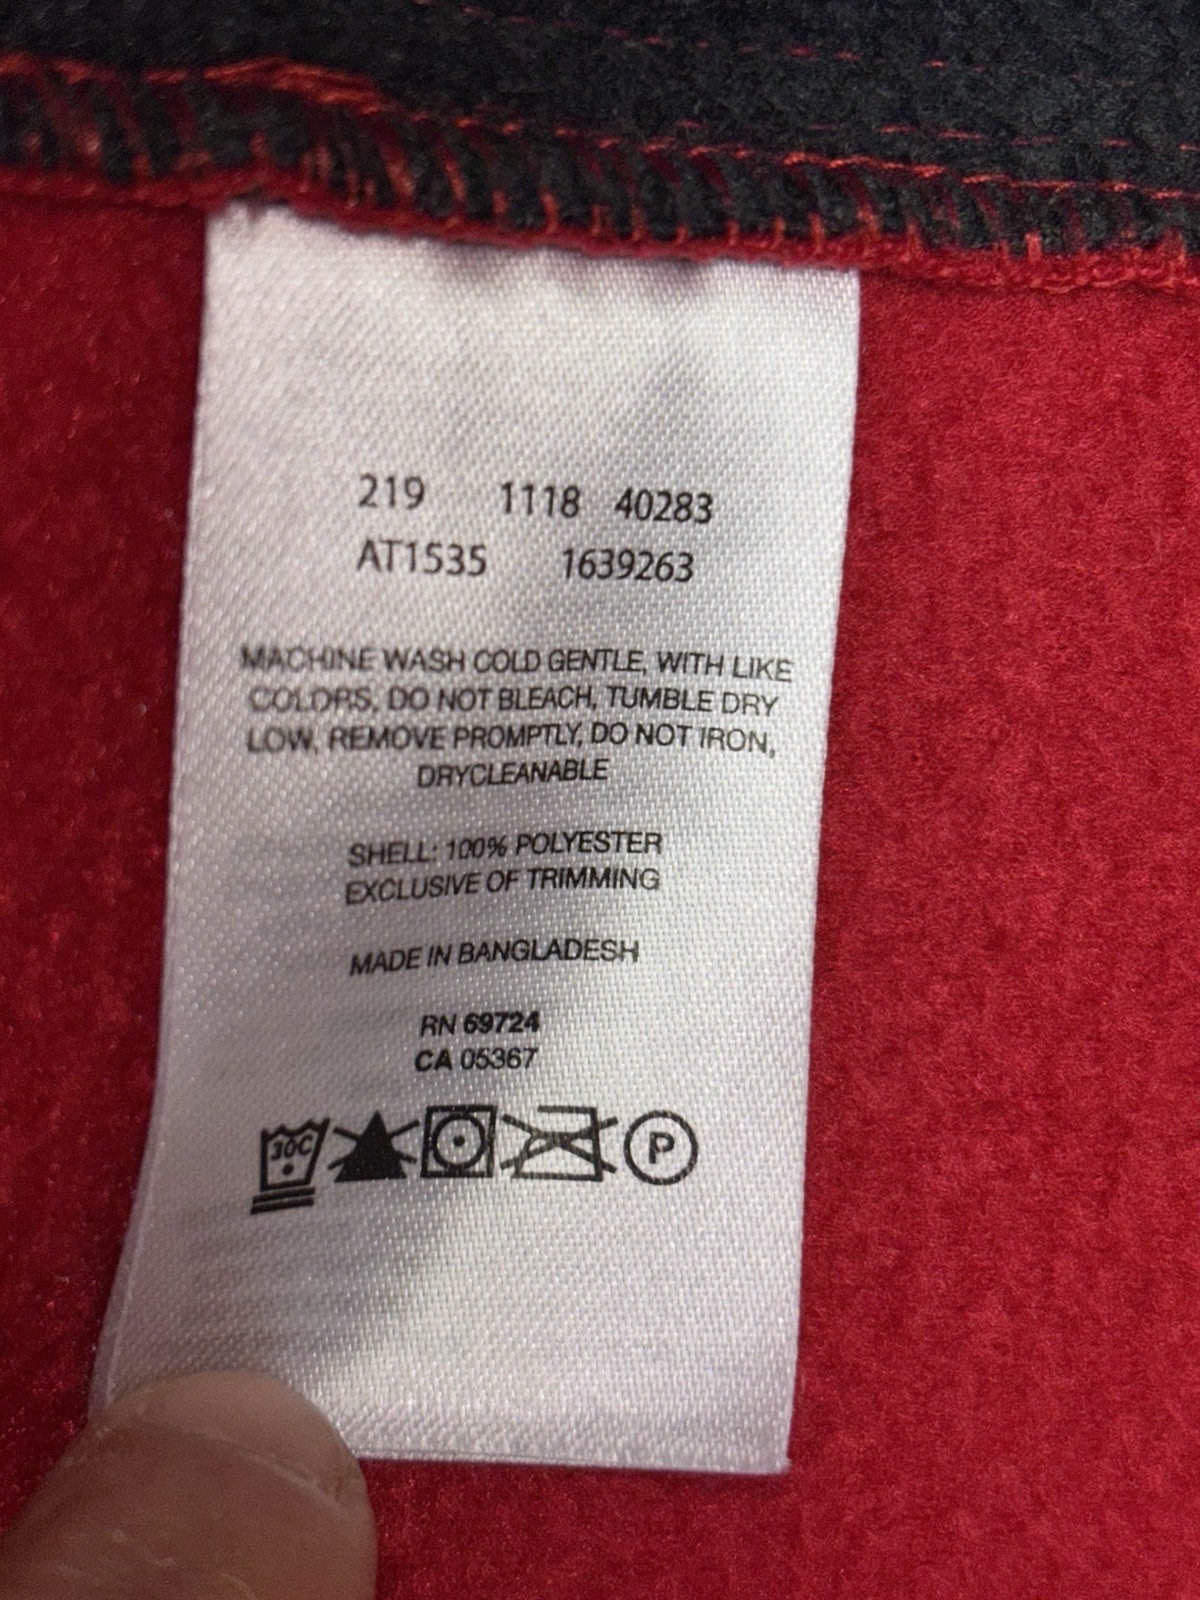 219 1118 40283
AT1535 1639263
MACHINE WASH COLD GENTLE, WITH LIKE
COLORS, DO NOT BLEACH, TUMBLE DRY
LOW, REMOVE PROMPTLY, DO NOT IRON,
DRYCLEANABLE
SHELL: 100% POLYESTER
EXCLUSIVE OF TRIMMING
MADE IN BANGLADESH
RN 69724
CA 05367
30C P